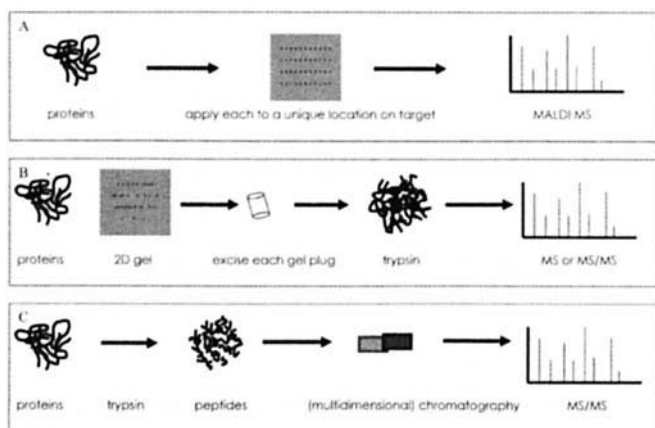 A
proteins apply each to a unique location on target MALDI MS
B
proteins 2D gel excise each gel plug trypsin MS or MS/MS
C
proteins trypsin peptides (multidimensional) chromatography MS/MS